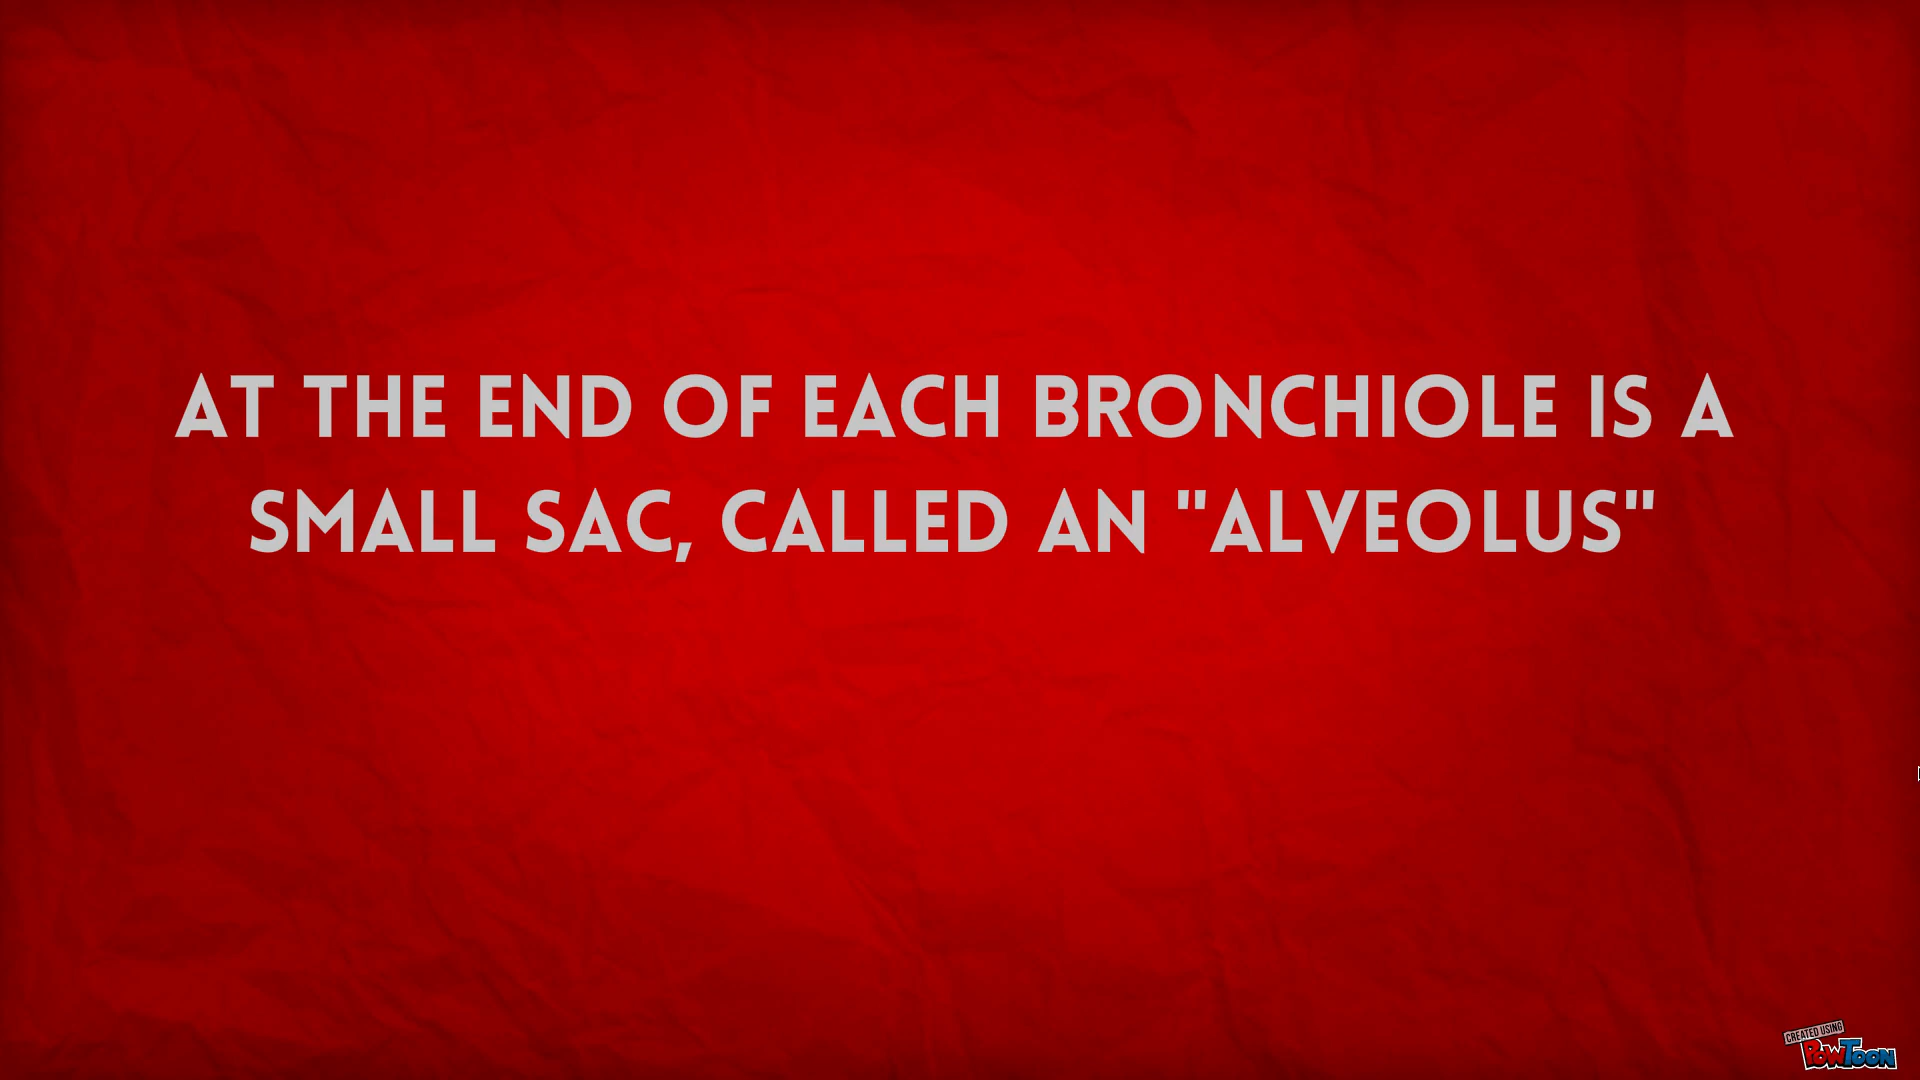 AT THE END OF EACH BRONCHIOLE IS A
SMALL SAC, CALLED AN "ALVEOLUS"
CREATED USING
POWTOON